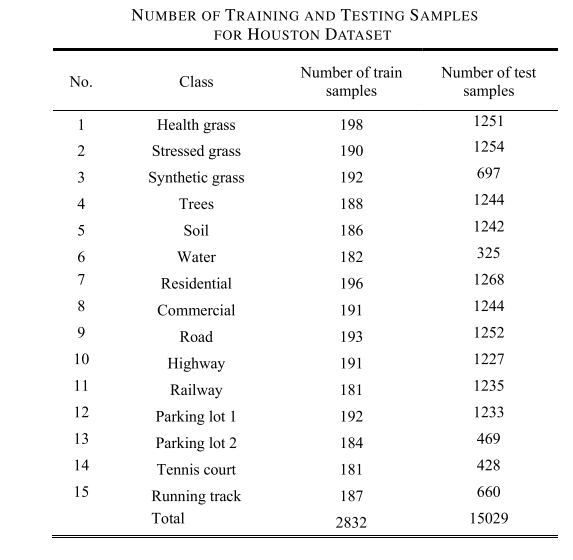 NUMBER OF TRAINING AND TESTING SAMPLES
FOR HOUSTON DATASET
No. Class Number of train samples Number of test samples
1 Health grass 198 1251
2 Stressed grass 190 1254
3 Synthetic grass 192 697
4 Trees 188 1244
5 Soil 186 1242
6 Water 182 325
7 Residential 196 1268
8 Commercial 191 1244
9 Road 193 1252
10 Highway 191 1227
11 Railway 181 1235
12 Parking lot 1 192 1233
13 Parking lot 2 184 469
14 Tennis court 181 428
15 Running track 187 660
Total 2832 15029